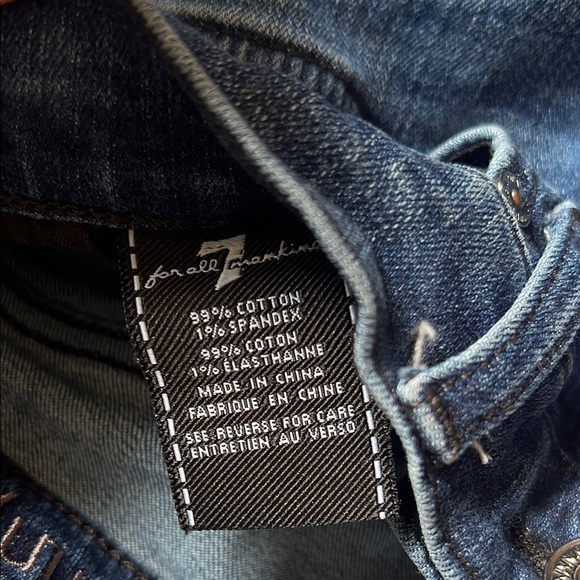 for all 7 mankind
99% COTTON
1% SPANDEX
99% COTON
1% ÉLASTHANNE
MADE IN CHINA
FABRIQUE EN CHINE
SEE REVERSE FOR CARE
ENTRETIEN AU VERSO